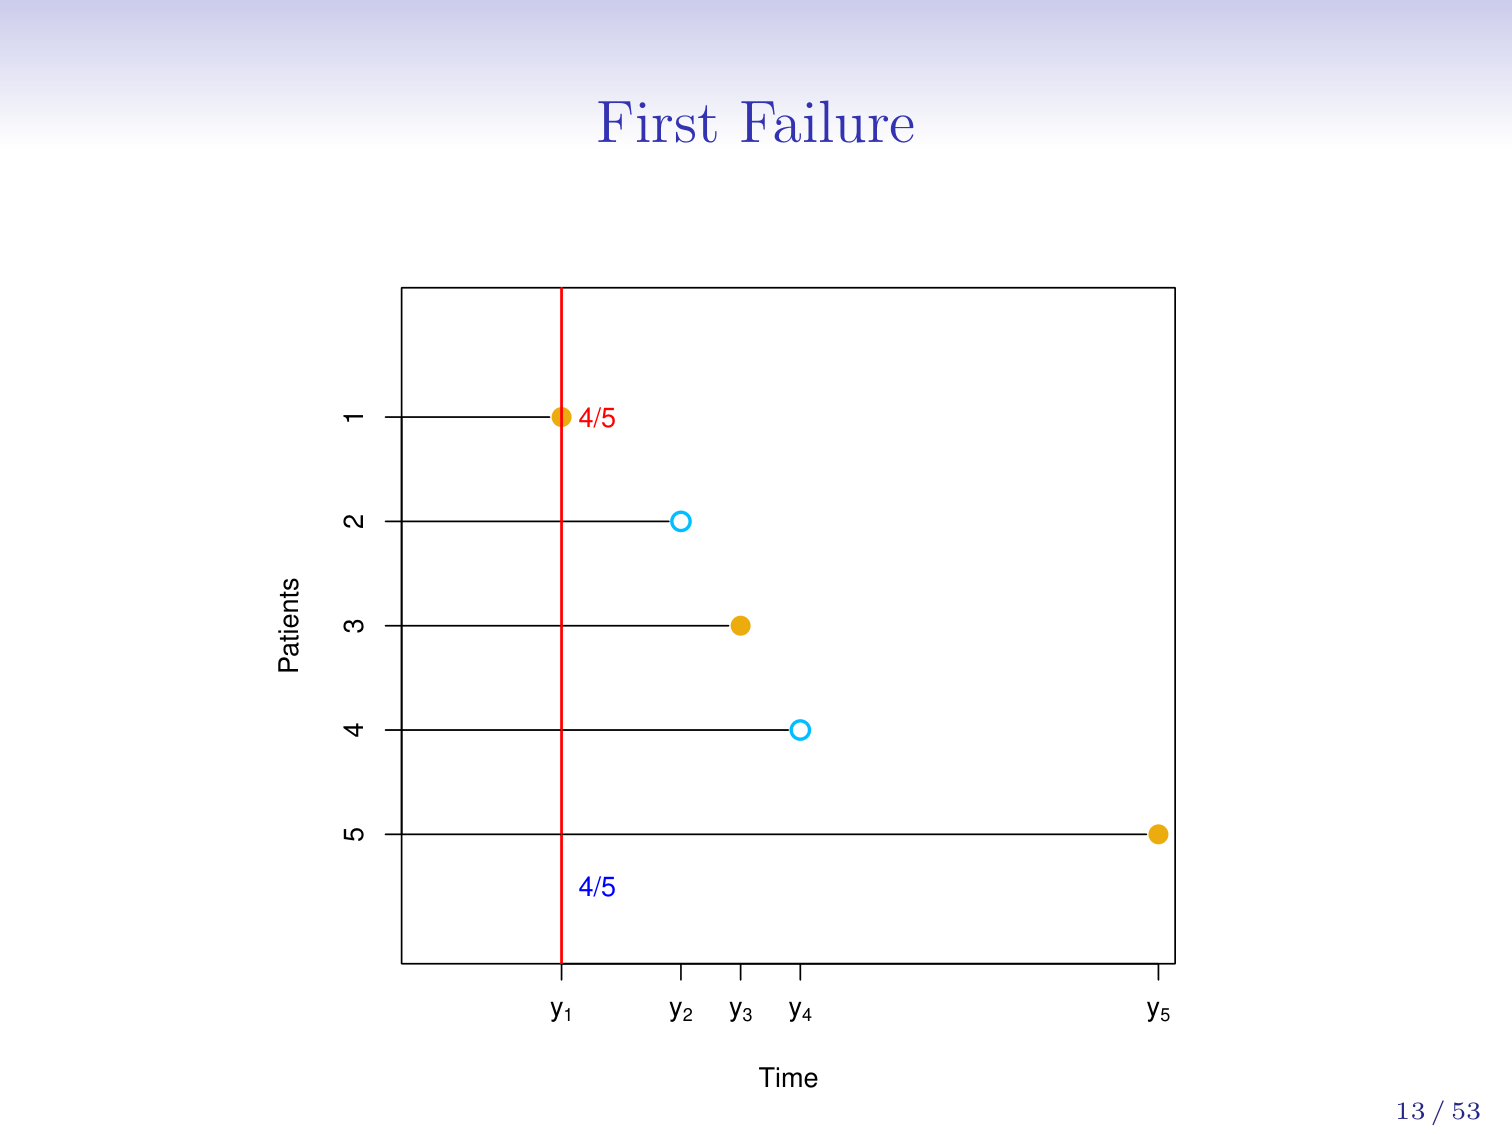 First Failure
1
4/5
2
3
Patients
4
5
4/5
y₁ y₂ y₃ y₄ y₅
Time
13 / 53